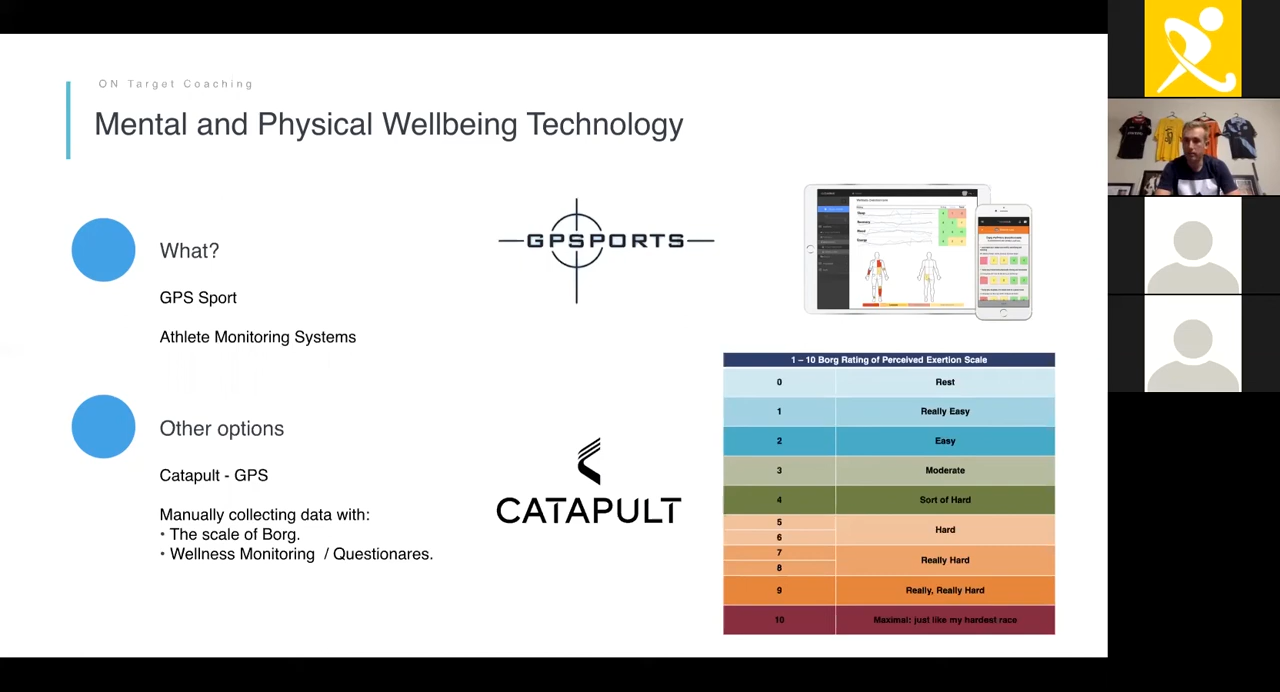 ON Target Coaching
Mental and Physical Wellbeing Technology
What?
GPS Sport
Athlete Monitoring Systems
GPSPORTS
Other options
Catapult - GPS
Manually collecting data with:
• The scale of Borg.
• Wellness Monitoring / Questionares.
CATAPULT
1 – 10 Borg Rating of Perceived Exertion Scale
0 Rest
1 Really Easy
2 Easy
3 Moderate
4 Sort of Hard
5
Hard
6
7
Really Hard
8
9 Really, Really Hard
10 Maximal: just like my hardest race